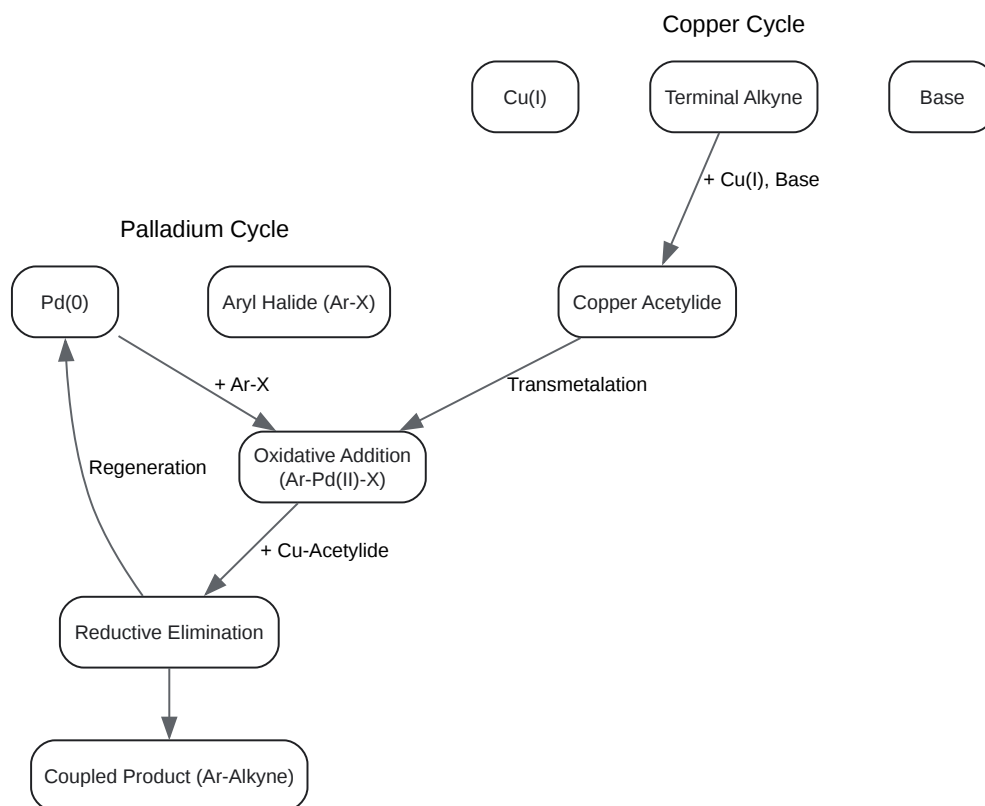 Copper Cycle
Cu(I)
Terminal Alkyne
Base
+ Cu(I), Base
Palladium Cycle
Pd(0)
Aryl Halide (Ar-X)
Copper Acetylide
+ Ar-X
Transmetalation
Oxidative Addition
(Ar-Pd(II)-X)
Regeneration
+ Cu-Acetylide
Reductive Elimination
Coupled Product (Ar-Alkyne)